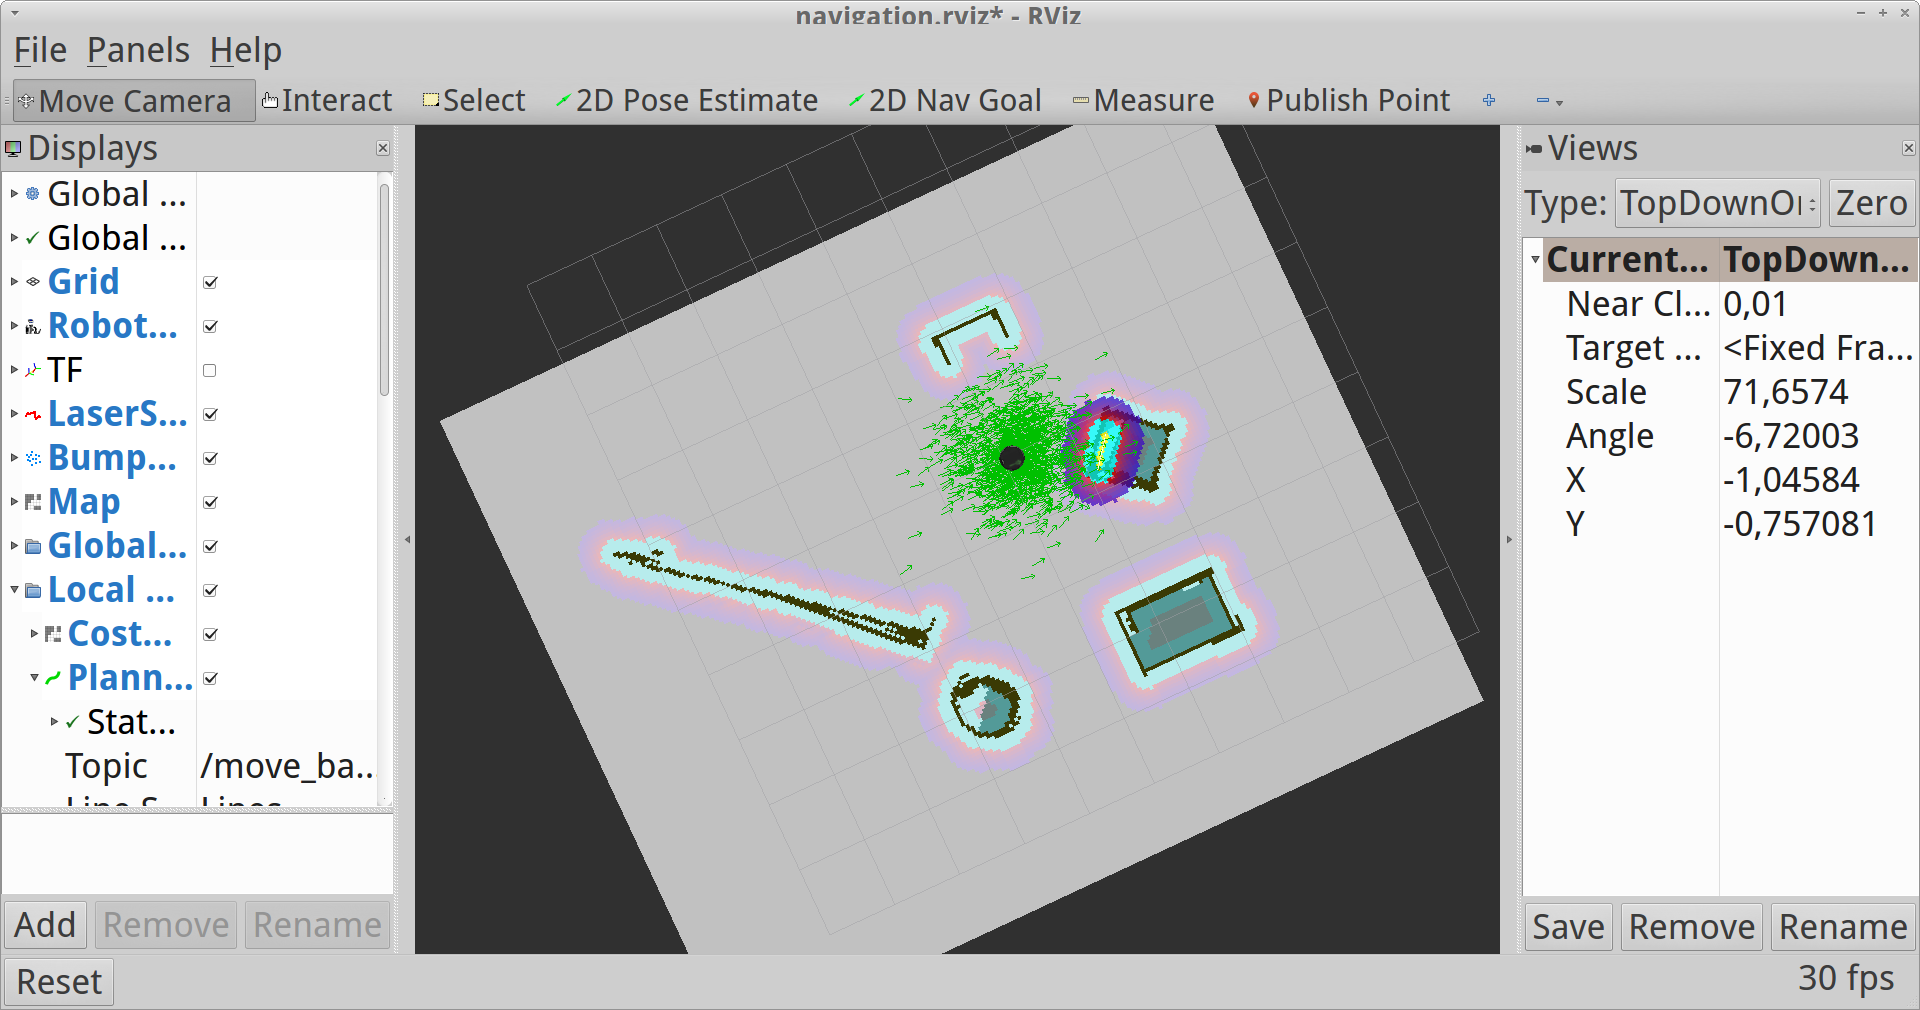 navigation.rviz* - RViz
File Panels Help
Move Camera Interact Select 2D Pose Estimate 2D Nav Goal Measure Publish Point
Displays
Global ...
Global ...
Grid
Robot...
TF
LaserS...
Bump...
Map
Global...
Local ...
Cost...
Plann...
Stat...
Topic /move_ba...
Add Remove Rename
Reset
Views
Type: TopDownOr Zero
Current... TopDown...
Near Cl... 0,01
Target ... <Fixed Fra...
Scale 71,6574
Angle -6,72003
X -1,04584
Y -0,757081
Save Remove Rename
30 fps